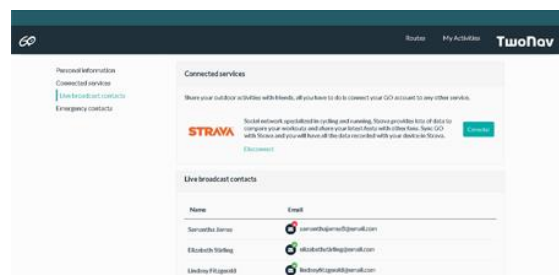 GO
Routes
My Activities
TwoNav
Personal information
Connected services
Live broadcast contacts
Emergency contacts
Connected services
Share your outdoor activities with friends, all you have to do is connect your GO account to any other service.
STRAVA
Social network specialized in cycling and running, Strava provides lots of data to
compare your workouts and share your latest feats with other fans. Sync GO
with Strava and you will have all the data recorded with your device in Strava.
Disconnect
Live broadcast contacts
Name
Email
Samantha James
Elizabeth Stirling
Lindsey Fitzgerald